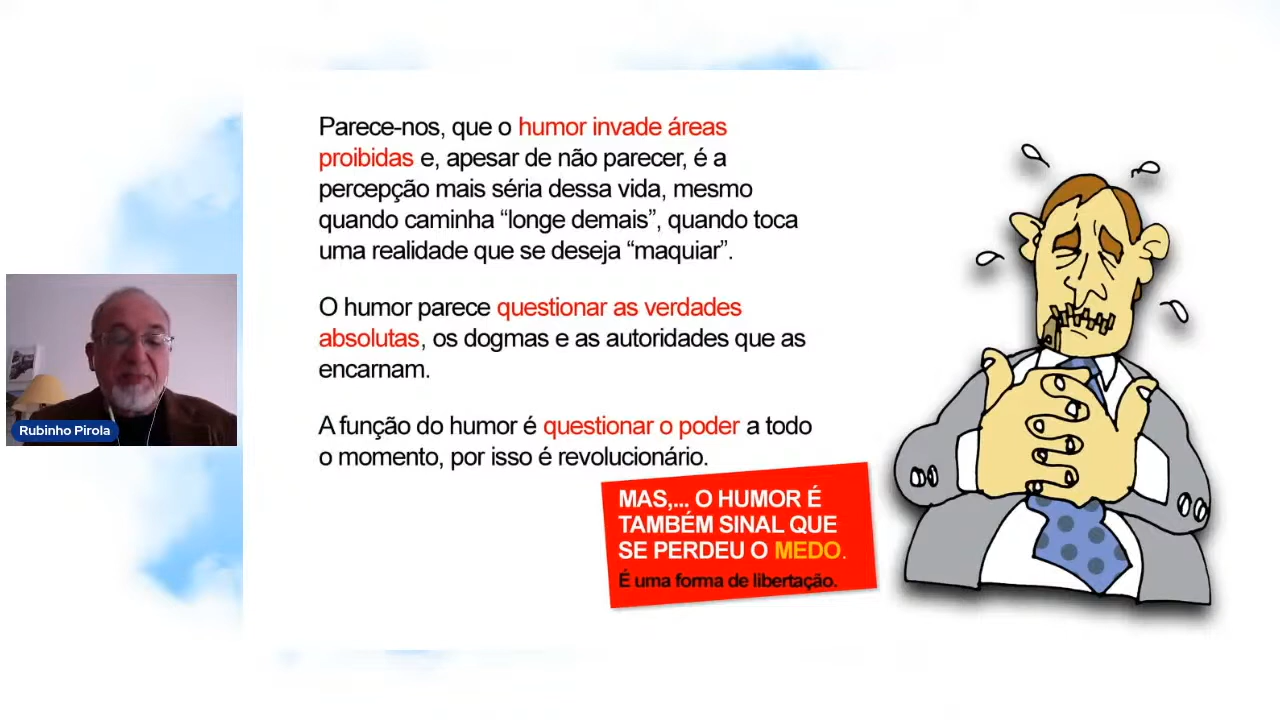 Parece-nos, que o humor invade áreas
proibidas e, apesar de não parecer, é a
percepção mais séria dessa vida, mesmo
quando caminha “longe demais”, quando toca
uma realidade que se deseja “maquiar”.
O humor parece questionar as verdades
absolutas, os dogmas e as autoridades que as
encarnam.
A função do humor é questionar o poder a todo
o momento, por isso é revolucionário.
MAS,... O HUMOR É
TAMBÉM SINAL QUE
SE PERDEU O MEDO.
É uma forma de libertação.
Rubinho Pirola